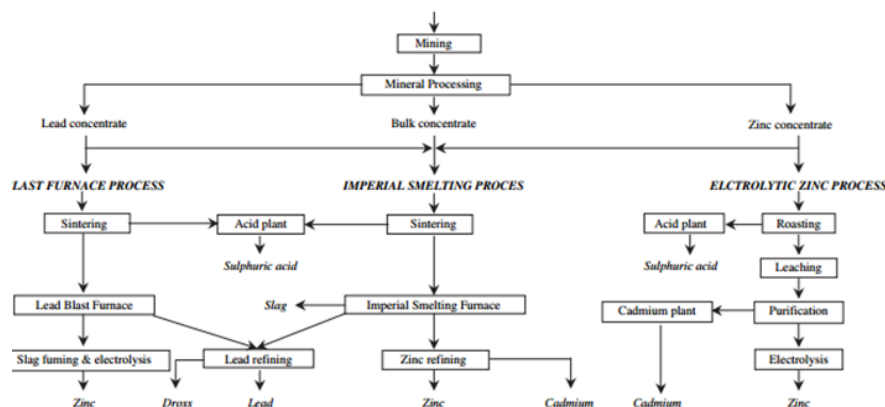 Mining
Mineral Processing
Lead concentrate Bulk concentrate Zinc concentrate
LAST FURNACE PROCESS IMPERIAL SMELTING PROCES ELCTROLYTIC ZINC PROCESS
Sintering Acid plant Sintering Acid plant Roasting
Sulphuric acid Sulphuric acid Leaching
Lead Blast Furnace Slag Imperial Smelting Furnace Cadmium plant Purification
Slag fuming & electrolysis Lead refining Zinc refining Electrolysis
Zinc Dross Lead Zinc Cadmium Cadmium Zinc